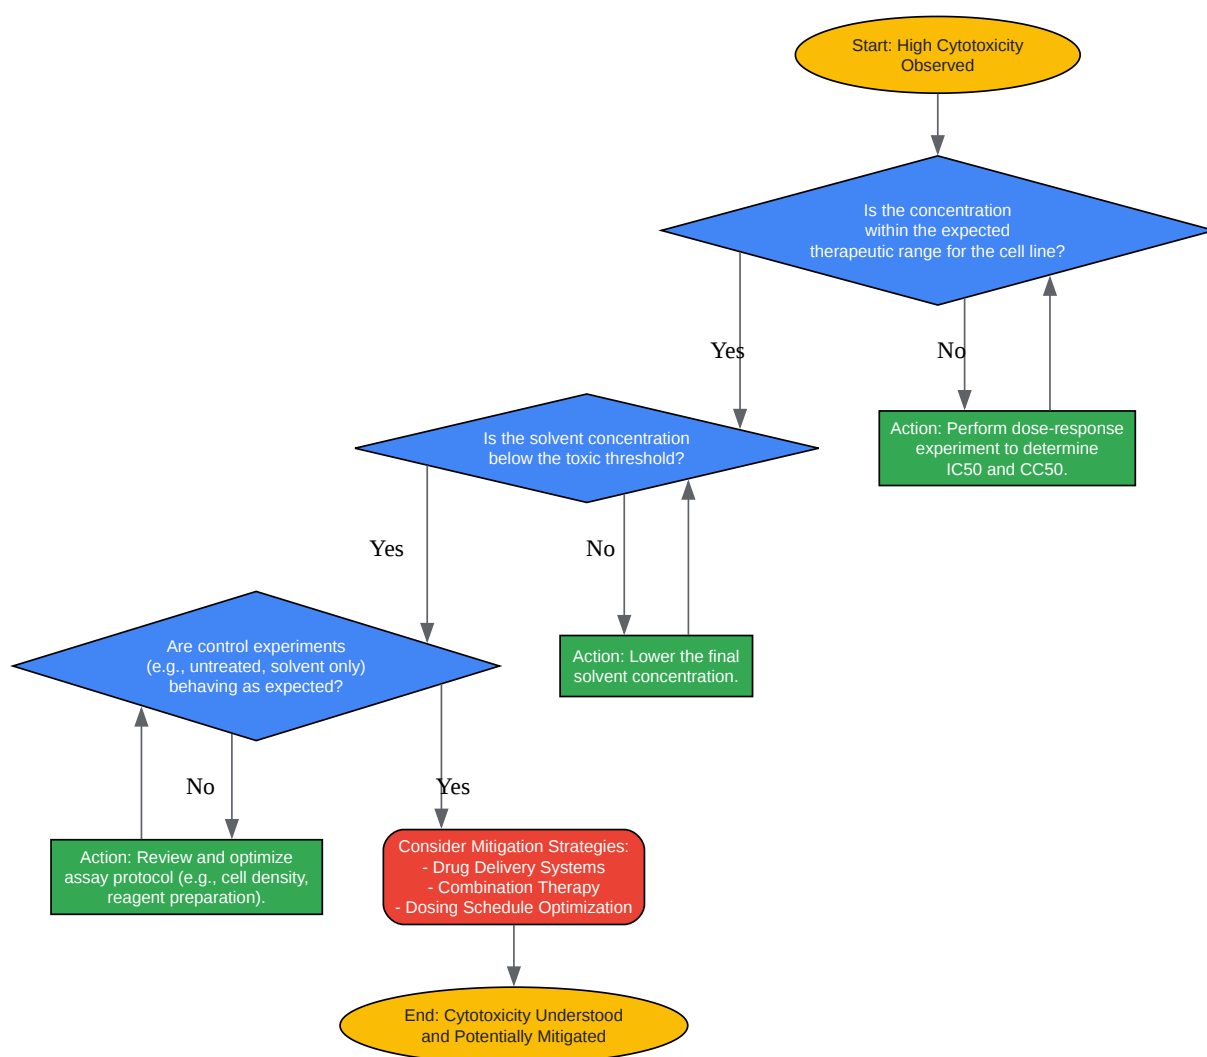 Start: High Cytotoxicity
Observed
Is the concentration
within the expected
therapeutic range for the cell line?
Yes
No
Action: Perform dose-response
experiment to determine
IC50 and CC50.
Is the solvent concentration
below the toxic threshold?
Yes
No
Action: Lower the final
solvent concentration.
Are control experiments
(e.g., untreated, solvent only)
behaving as expected?
No
Yes
Action: Review and optimize
assay protocol (e.g., cell density,
reagent preparation).
Consider Mitigation Strategies:
- Drug Delivery Systems
- Combination Therapy
- Dosing Schedule Optimization
End: Cytotoxicity Understood
and Potentially Mitigated